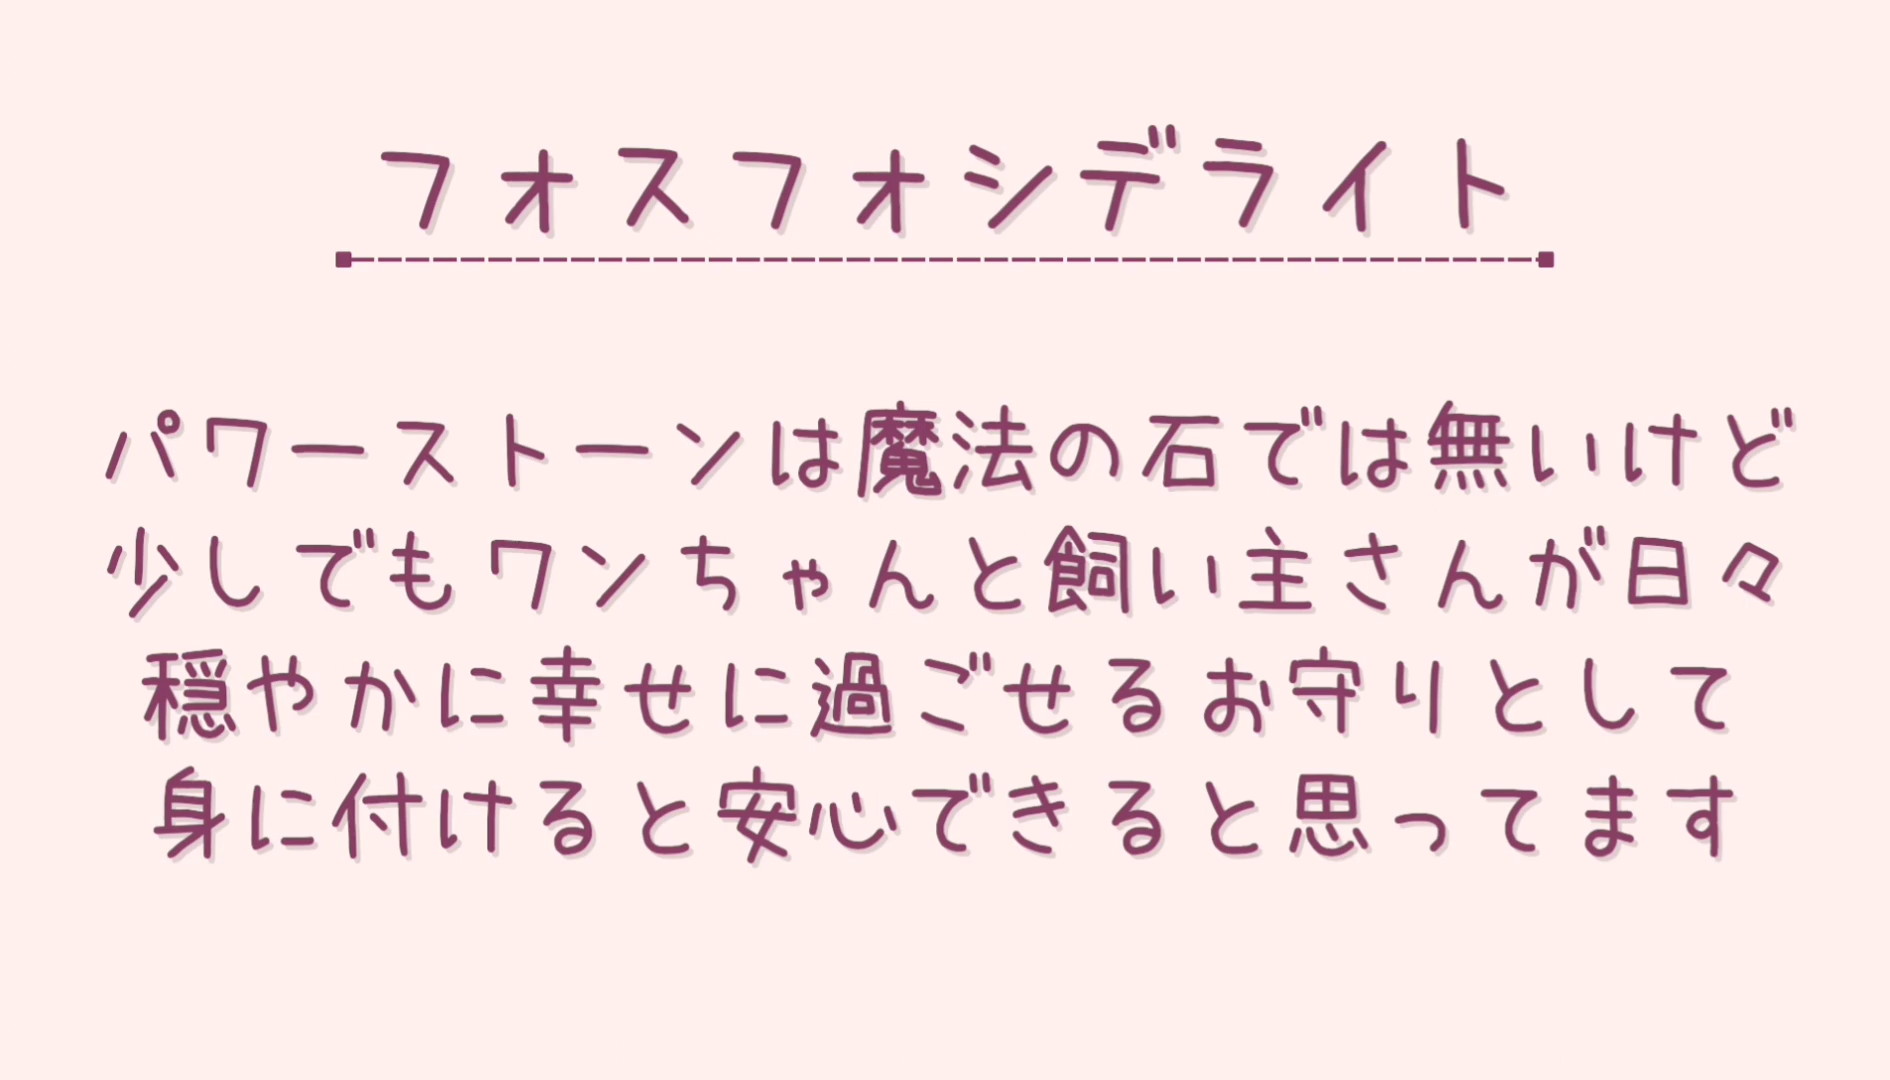 フォスフォシデライト
パワーストーンは魔法の石では無いけど
少しでもワンちゃんと飼い主さんが日々
穏やかに幸せに過ごせるお守りとして
身に付けると安心できると思ってます